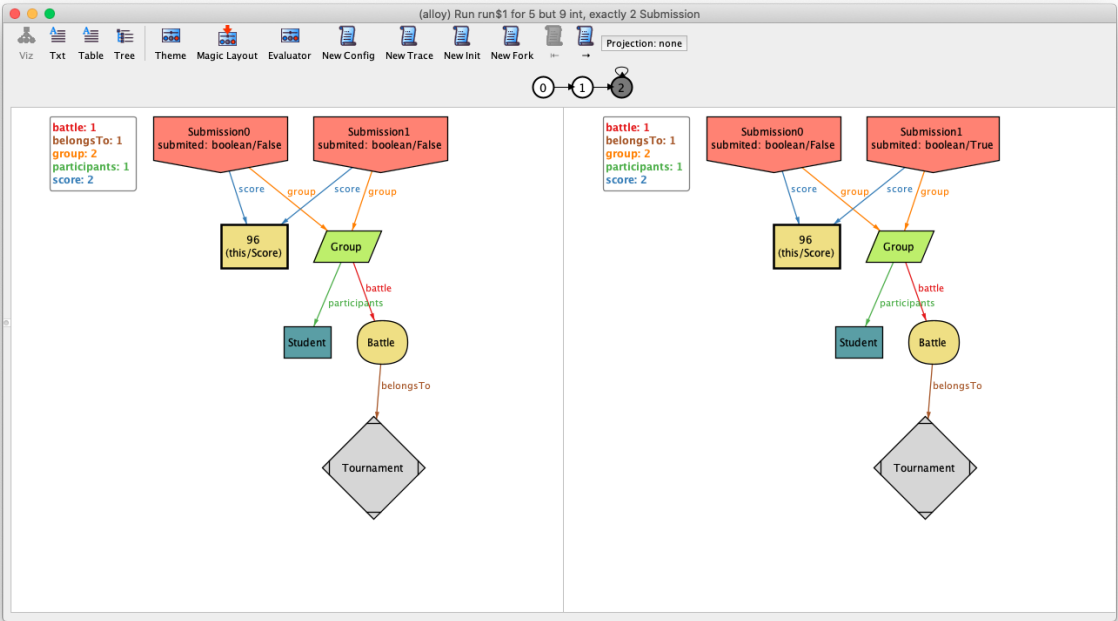 (alloy) Run run$1 for 5 but 9 int, exactly 2 Submission
Viz Txt Table Tree Theme Magic Layout Evaluator New Config New Trace New Init New Fork ← → Projection: none
0 1 2
battle: 1
belongsTo: 1
group: 2
participants: 1
score: 2
Submission0
submited: boolean/False
Submission1
submited: boolean/False
score group score group
96
(this/Score)
Group
battle
participants
Student
Battle
belongsTo
Tournament
battle: 1
belongsTo: 1
group: 2
participants: 1
score: 2
Submission0
submited: boolean/False
Submission1
submited: boolean/True
score group score group
96
(this/Score)
Group
battle
participants
Student
Battle
belongsTo
Tournament